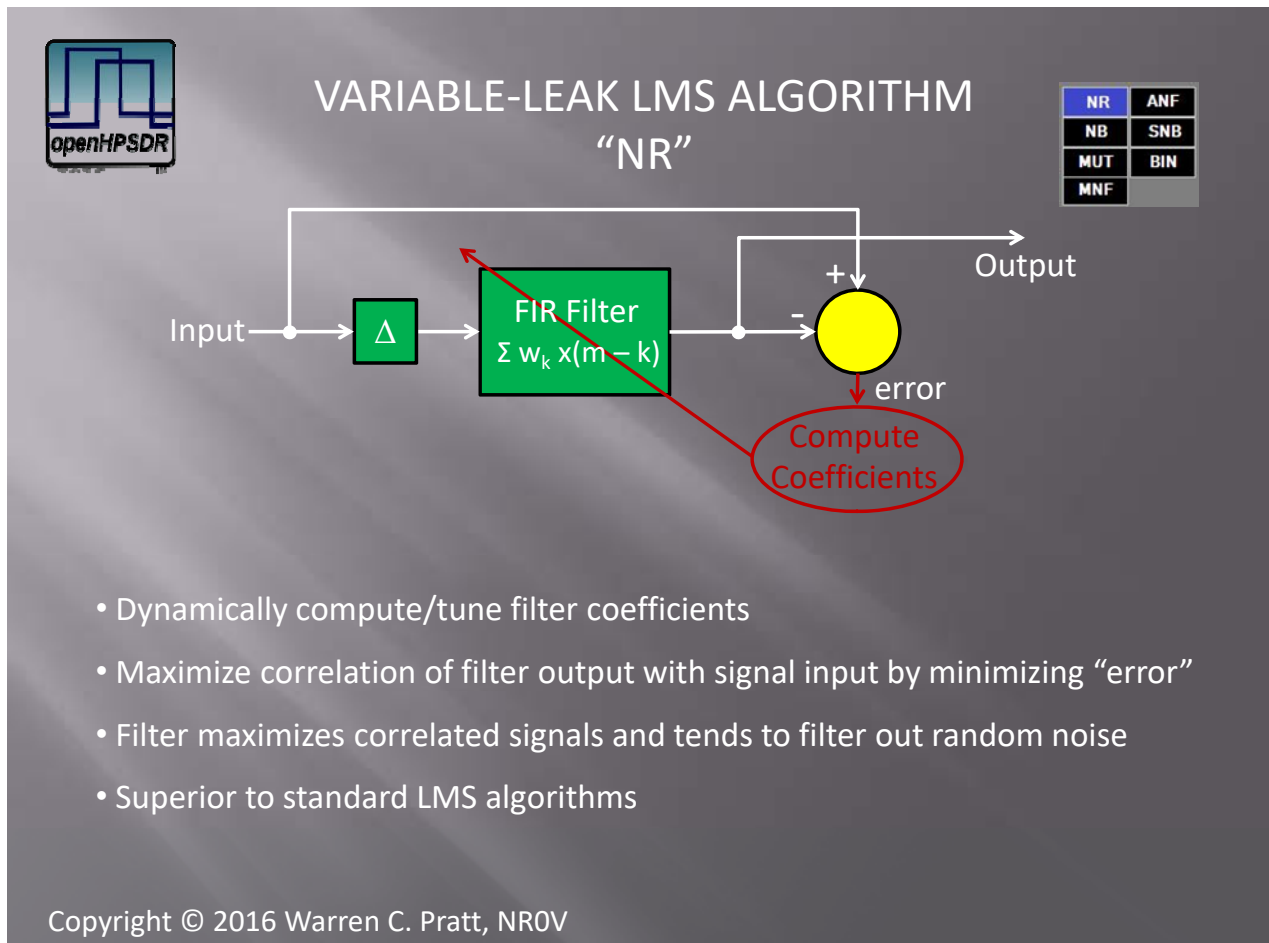 openHPSDR
VARIABLE-LEAK LMS ALGORITHM
“NR”
NR ANF
NB SNB
MUT BIN
MNF
Input
Δ
FIR Filter
Σ wₖ x(m – k)
+
-
Output
error
Compute
Coefficients
• Dynamically compute/tune filter coefficients
• Maximize correlation of filter output with signal input by minimizing “error”
• Filter maximizes correlated signals and tends to filter out random noise
• Superior to standard LMS algorithms
Copyright © 2016 Warren C. Pratt, NR0V